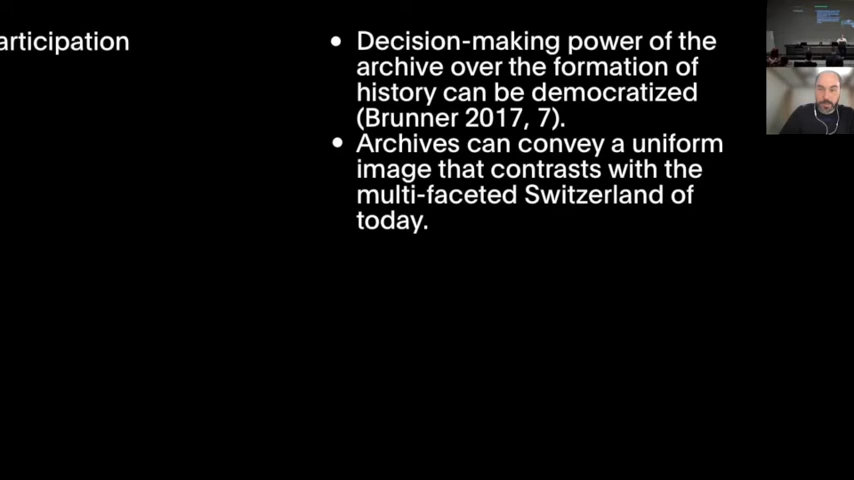 articipation
• Decision-making power of the
archive over the formation of
history can be democratized
(Brunner 2017, 7).
• Archives can convey a uniform
image that contrasts with the
multi-faceted Switzerland of
today.